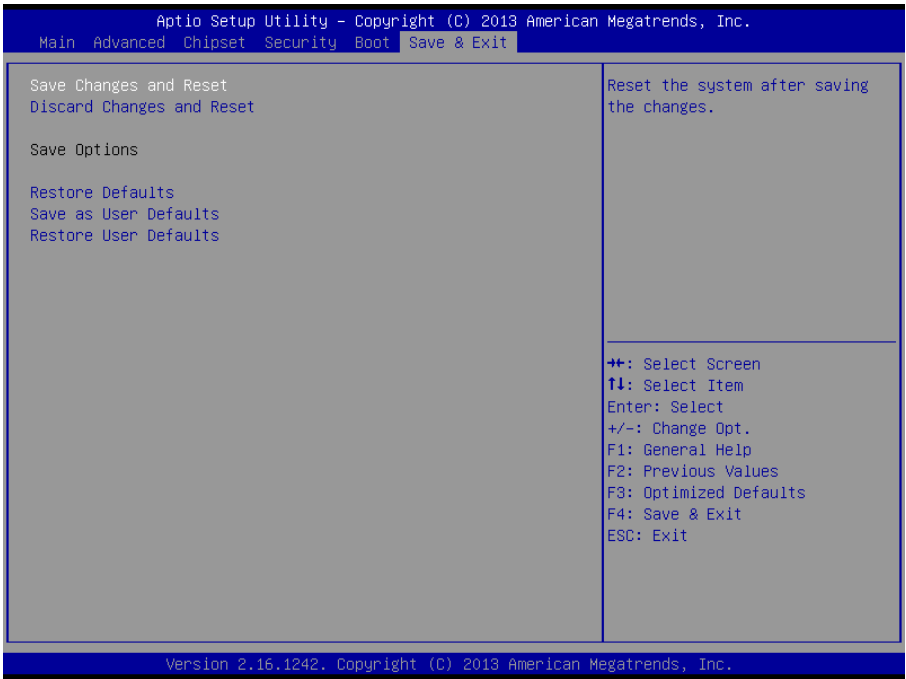 Aptio Setup Utility – Copyright (C) 2013 American Megatrends, Inc.
Main Advanced Chipset Security Boot Save & Exit
Save Changes and Reset
Discard Changes and Reset
Save Options
Restore Defaults
Save as User Defaults
Restore User Defaults
Reset the system after saving
the changes.
→←: Select Screen
↑↓: Select Item
Enter: Select
+/-: Change Opt.
F1: General Help
F2: Previous Values
F3: Optimized Defaults
F4: Save & Exit
ESC: Exit
Version 2.16.1242. Copyright (C) 2013 American Megatrends, Inc.